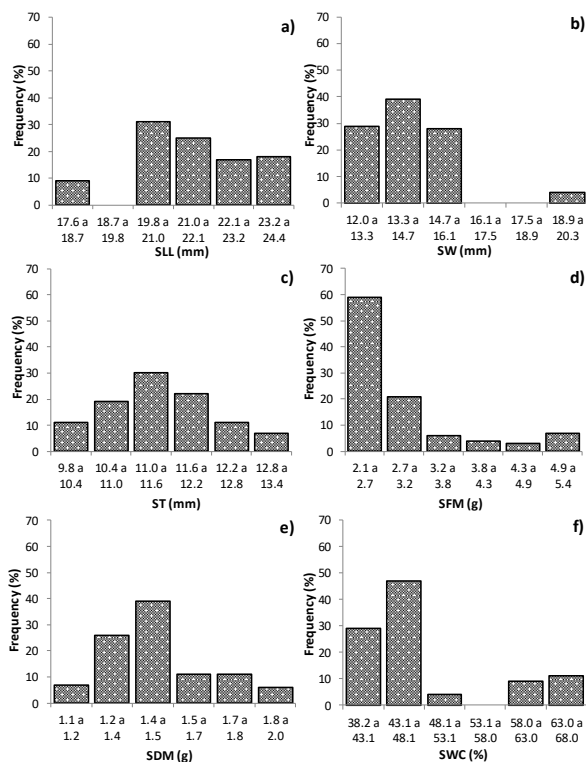 a)
Frequency (%)
70
60
50
40
30
20
10
0
17.6 a 18.7 a 19.8 a 21.0 a 22.1 a 23.2 a
18.7 19.8 21.0 22.1 23.2 24.4
SLL (mm)
b)
Frequency (%)
70
60
50
40
30
20
10
0
12.0 a 13.3 a 14.7 a 16.1 a 17.5 a 18.9 a
13.3 14.7 16.1 17.5 18.9 20.3
SW (mm)
c)
Frequency (%)
70
60
50
40
30
20
10
0
9.8 a 10.4 a 11.0 a 11.6 a 12.2 a 12.8 a
10.4 11.0 11.6 12.2 12.8 13.4
ST (mm)
d)
Frequency (%)
70
60
50
40
30
20
10
0
2.1 a 2.7 a 3.2 a 3.8 a 4.3 a 4.9 a
2.7 3.2 3.8 4.3 4.9 5.4
SFM (g)
e)
Frequency (%)
70
60
50
40
30
20
10
0
1.1 a 1.2 a 1.4 a 1.5 a 1.7 a 1.8 a
1.2 1.4 1.5 1.7 1.8 2.0
SDM (g)
f)
Frequency (%)
70
60
50
40
30
20
10
0
38.2 a 43.1 a 48.1 a 53.1 a 58.0 a 63.0 a
43.1 48.1 53.1 58.0 63.0 68.0
SWC (%)